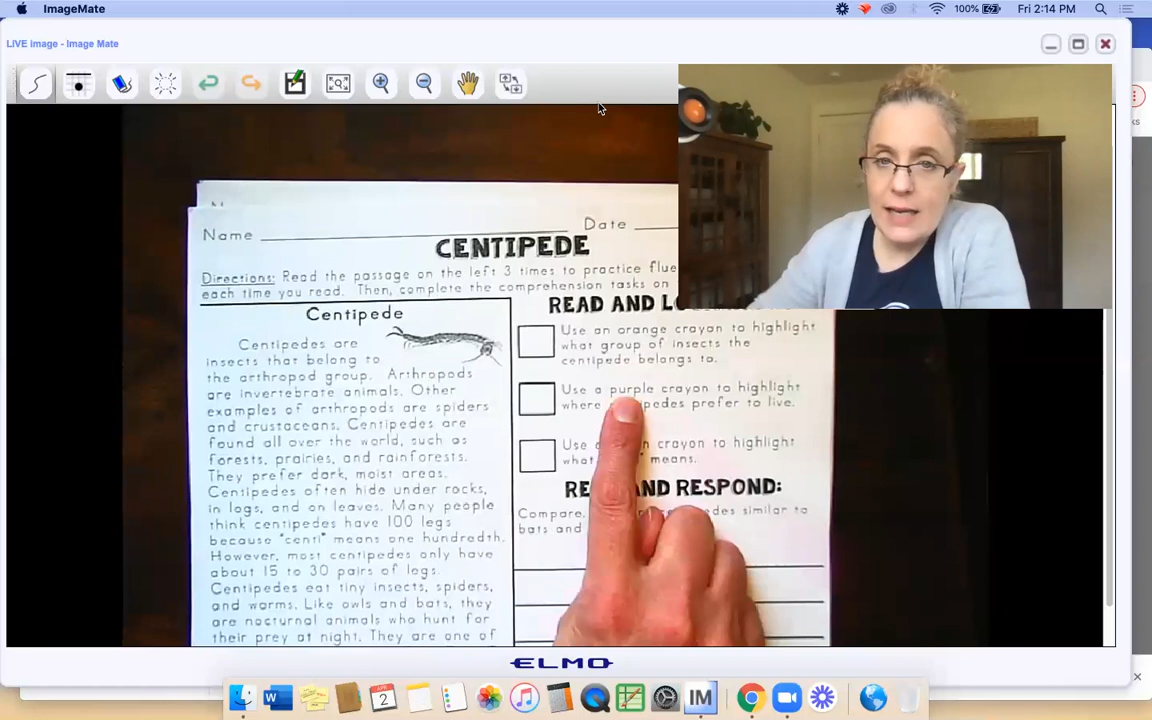 ImageMate
100%
Fri 2:14 PM
LIVE image - Image Mate
Name
Date
CENTIPEDE
Directions: Read the passage on the left 3 times to practice
each time you read. Then, complete the comprehension tasks on
Centipede
Centipedes are
insects that belong to
the arthropod group. Arthropods
are invertebrate animals. Other
examples of arthropods are spiders
and crustaceans. Centipedes are
found all over the world, such as
forests, prairies, and rainforests.
They prefer dark, moist areas.
Centipedes often hide under rocks,
in logs, and on leaves. Many people
think centipedes have 100 legs
because "centi" means one hundredth.
However, most centipedes only have
about 15 to 30 pairs of legs.
Centipedes eat tiny insects, spiders,
and worms. Like owls and bats, they
are nocturnal animals who hunt for
their prey at night. They are one of
READ AND
Use an orange crayon to highlight
what group of insects the
centipede belongs to.
Use a purple crayon to highlight
where prefer to live.
Use crayon to highlight
means.
AND RESPOND:
Compare. similar to
bats and
ELMO
APR
2
IM